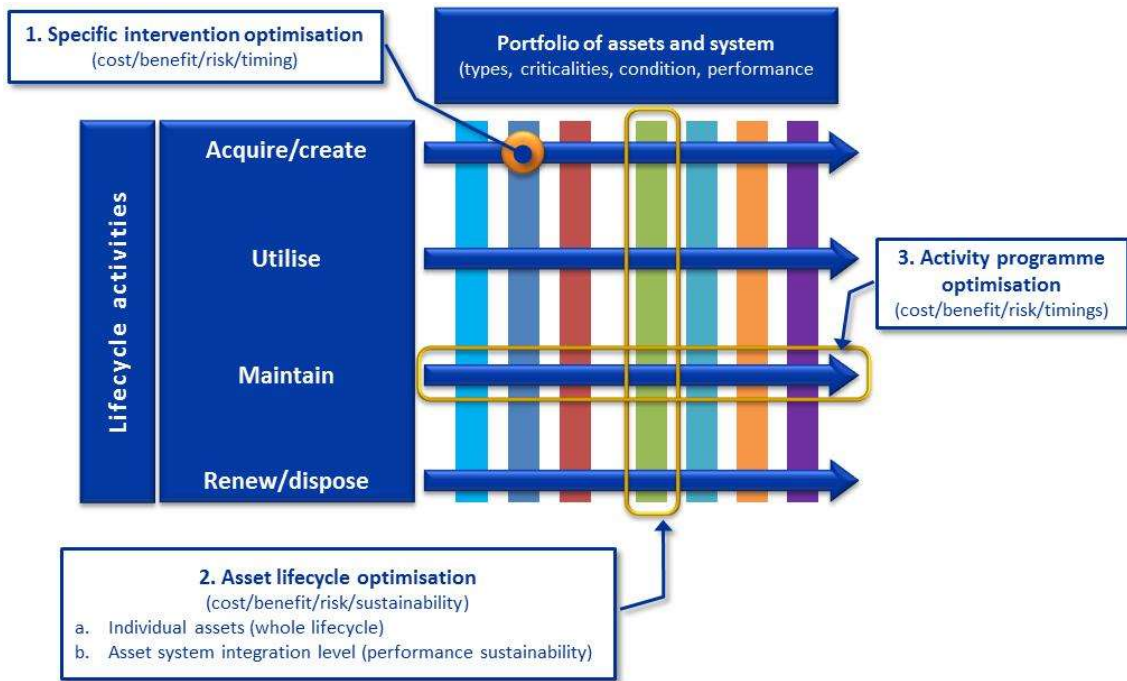 1. Specific intervention optimisation
(cost/benefit/risk/timing)
Portfolio of assets and system
(types, criticalities, condition, performance
Lifecycle activities
Acquire/create
Utilise
Maintain
Renew/dispose
3. Activity programme
optimisation
(cost/benefit/risk/timings)
2. Asset lifecycle optimisation
(cost/benefit/risk/sustainability)
a. Individual assets (whole lifecycle)
b. Asset system integration level (performance sustainability)